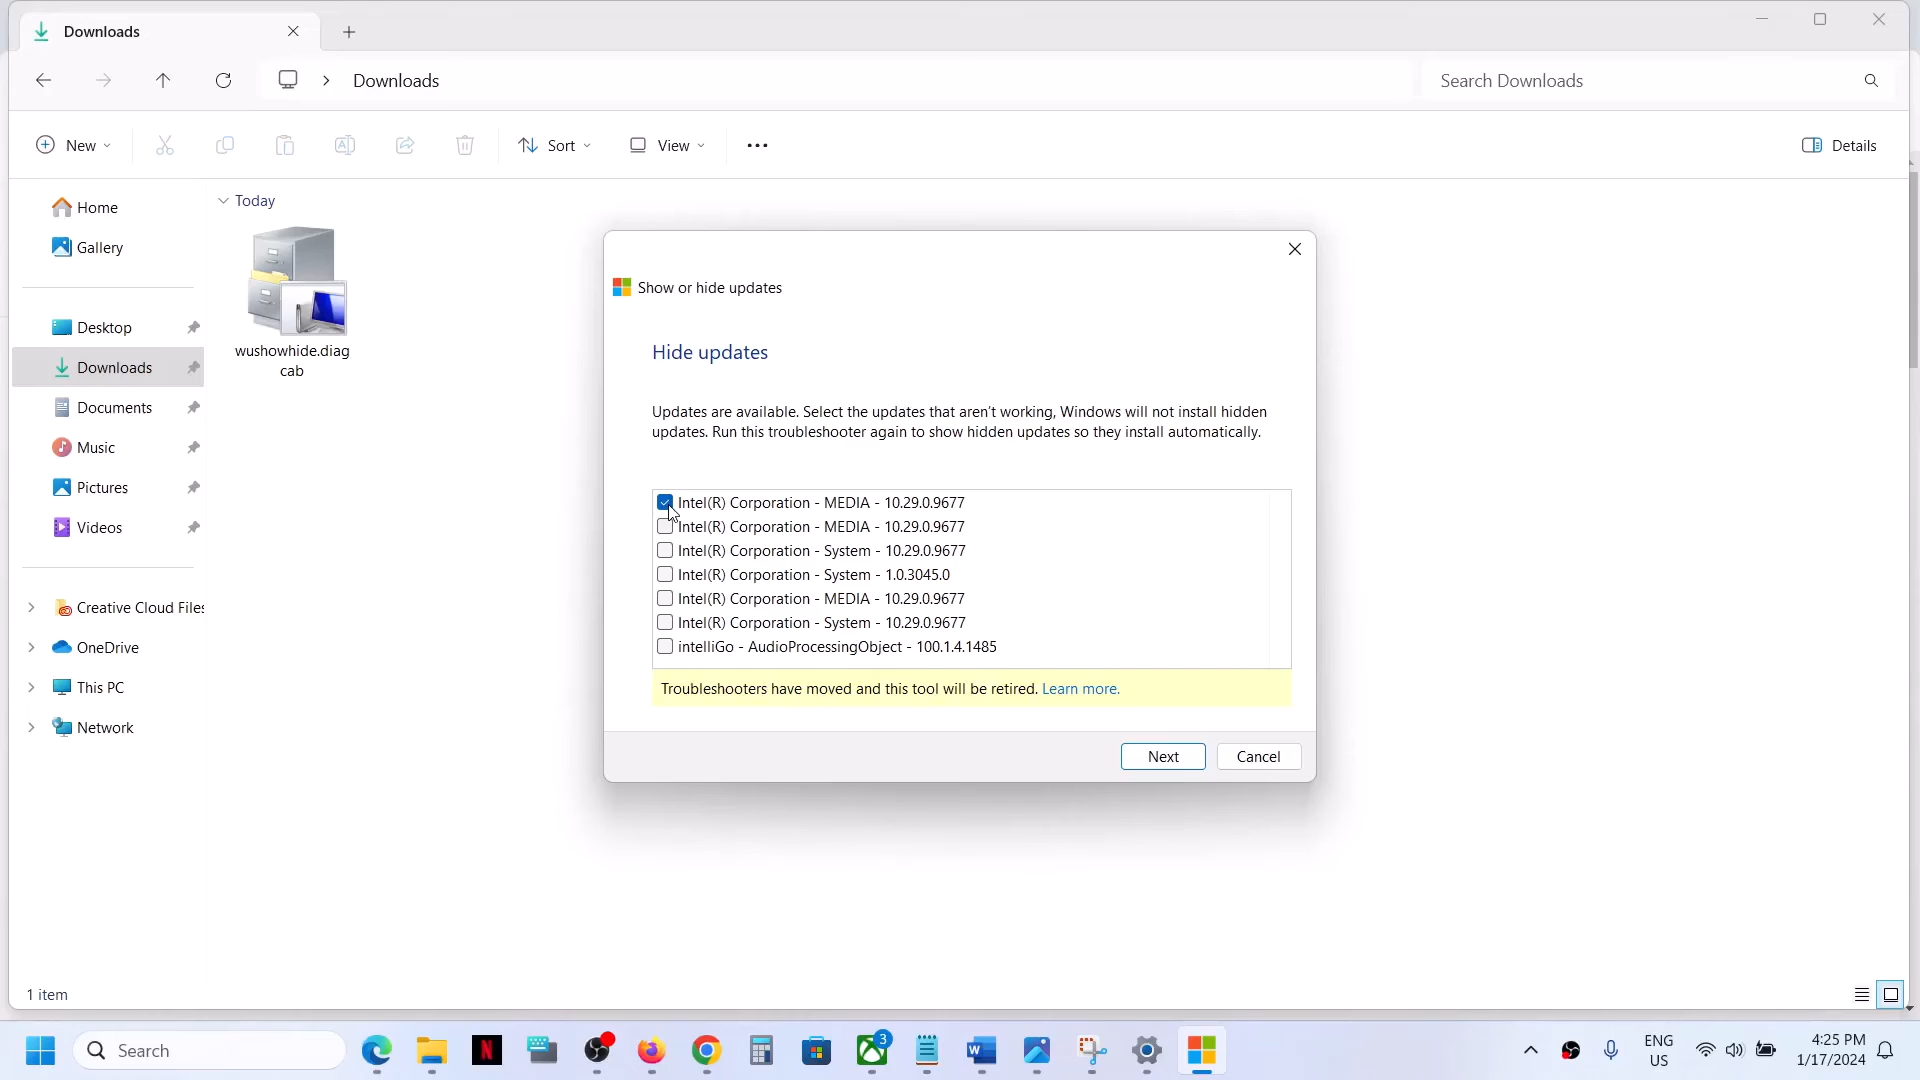 Downloads
Downloads
Search Downloads
New
Sort
View
Details
Home
Gallery
Desktop
Downloads
Documents
Music
Pictures
Videos
Creative Cloud Files
OneDrive
This PC
Network
Today
wushowhide.diag
cab
Show or hide updates
Hide updates
Updates are available. Select the updates that aren't working, Windows will not install hidden
updates. Run this troubleshooter again to show hidden updates so they install automatically.
Intel(R) Corporation - MEDIA - 10.29.0.9677
Intel(R) Corporation - MEDIA - 10.29.0.9677
Intel(R) Corporation - System - 10.29.0.9677
Intel(R) Corporation - System - 1.0.3045.0
Intel(R) Corporation - MEDIA - 10.29.0.9677
Intel(R) Corporation - System - 10.29.0.9677
intelliGo - AudioProcessingObject - 100.1.4.1485
Troubleshooters have moved and this tool will be retired. Learn more.
Next
Cancel
1 item
Search
N
3
W
ENG
US
4:25 PM
1/17/2024